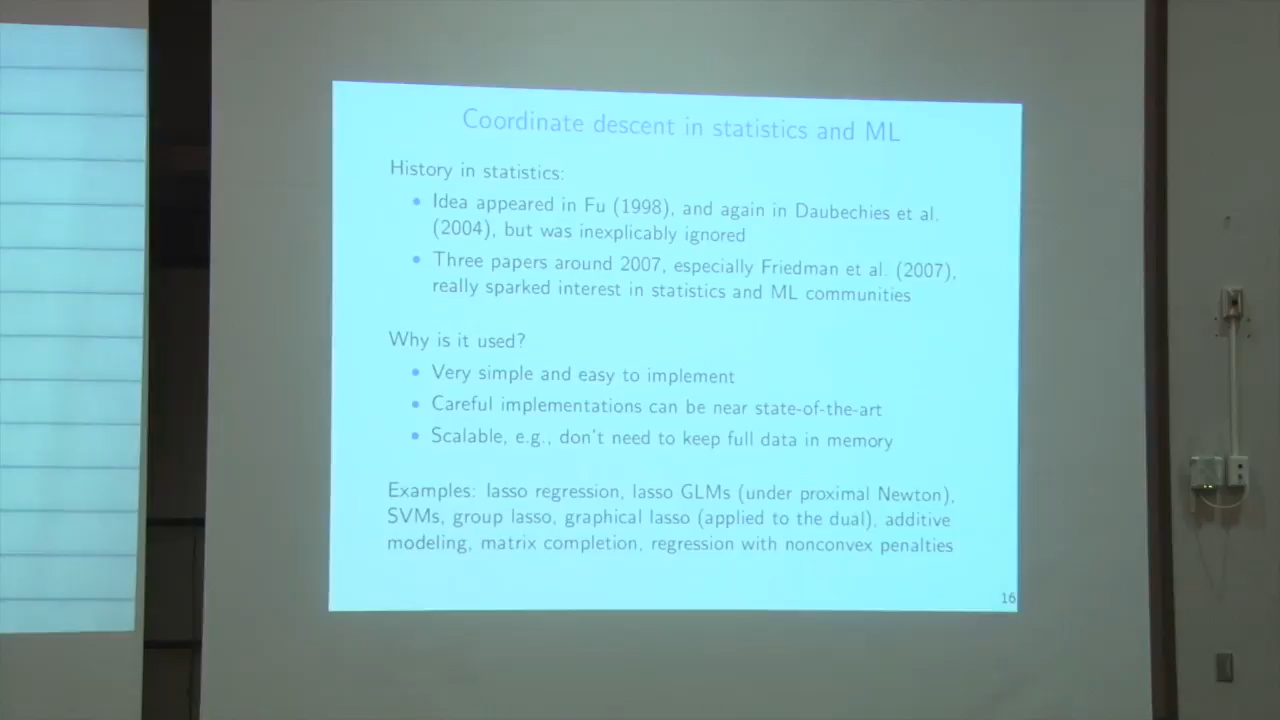 Coordinate descent in statistics and ML
History in statistics:
• Idea appeared in Fu (1998), and again in Daubechies et al.
(2004), but was inexplicably ignored
• Three papers around 2007, especially Friedman et al. (2007),
really sparked interest in statistics and ML communities
Why is it used?
• Very simple and easy to implement
• Careful implementations can be near state-of-the-art
• Scalable, e.g., don't need to keep full data in memory
Examples: lasso regression, lasso GLMs (under proximal Newton),
SVMs, group lasso, graphical lasso (applied to the dual), additive
modeling, matrix completion, regression with nonconvex penalties
16